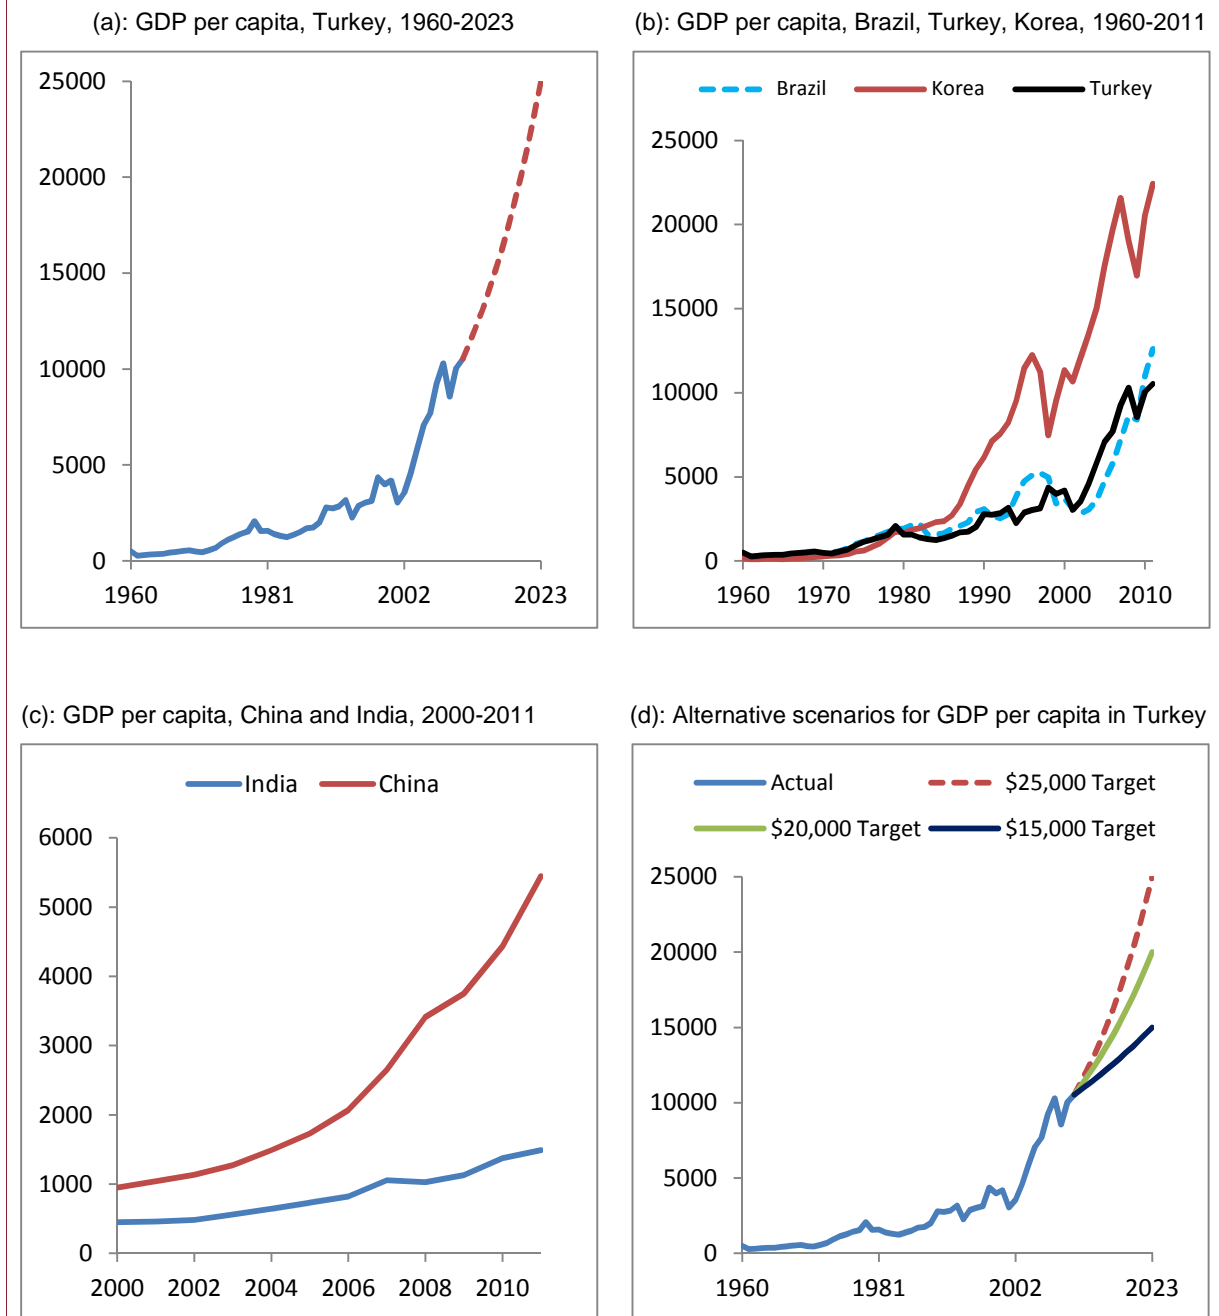 (a): GDP per capita, Turkey, 1960-2023
25000
20000
15000
10000
5000
0
1960 1981 2002 2023
(b): GDP per capita, Brazil, Turkey, Korea, 1960-2011
Brazil Korea Turkey
25000
20000
15000
10000
5000
0
1960 1970 1980 1990 2000 2010
(c): GDP per capita, China and India, 2000-2011
India China
6000
5000
4000
3000
2000
1000
0
2000 2002 2004 2006 2008 2010
(d): Alternative scenarios for GDP per capita in Turkey
Actual $25,000 Target
$20,000 Target $15,000 Target
25000
20000
15000
10000
5000
0
1960 1981 2002 2023